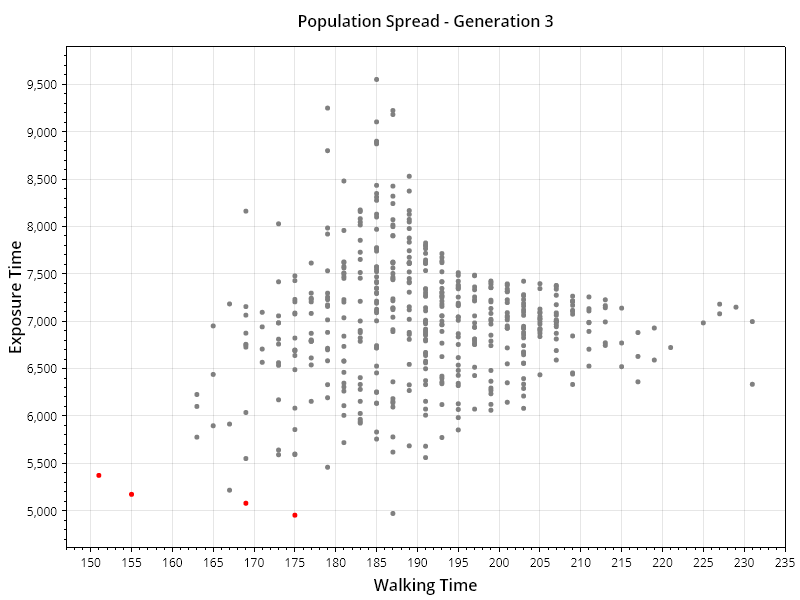 Population Spread - Generation 3
Exposure Time
9,500
9,000
8,500
8,000
7,500
7,000
6,500
6,000
5,500
5,000
150 155 160 165 170 175 180 185 190 195 200 205 210 215 220 225 230 235
Walking Time